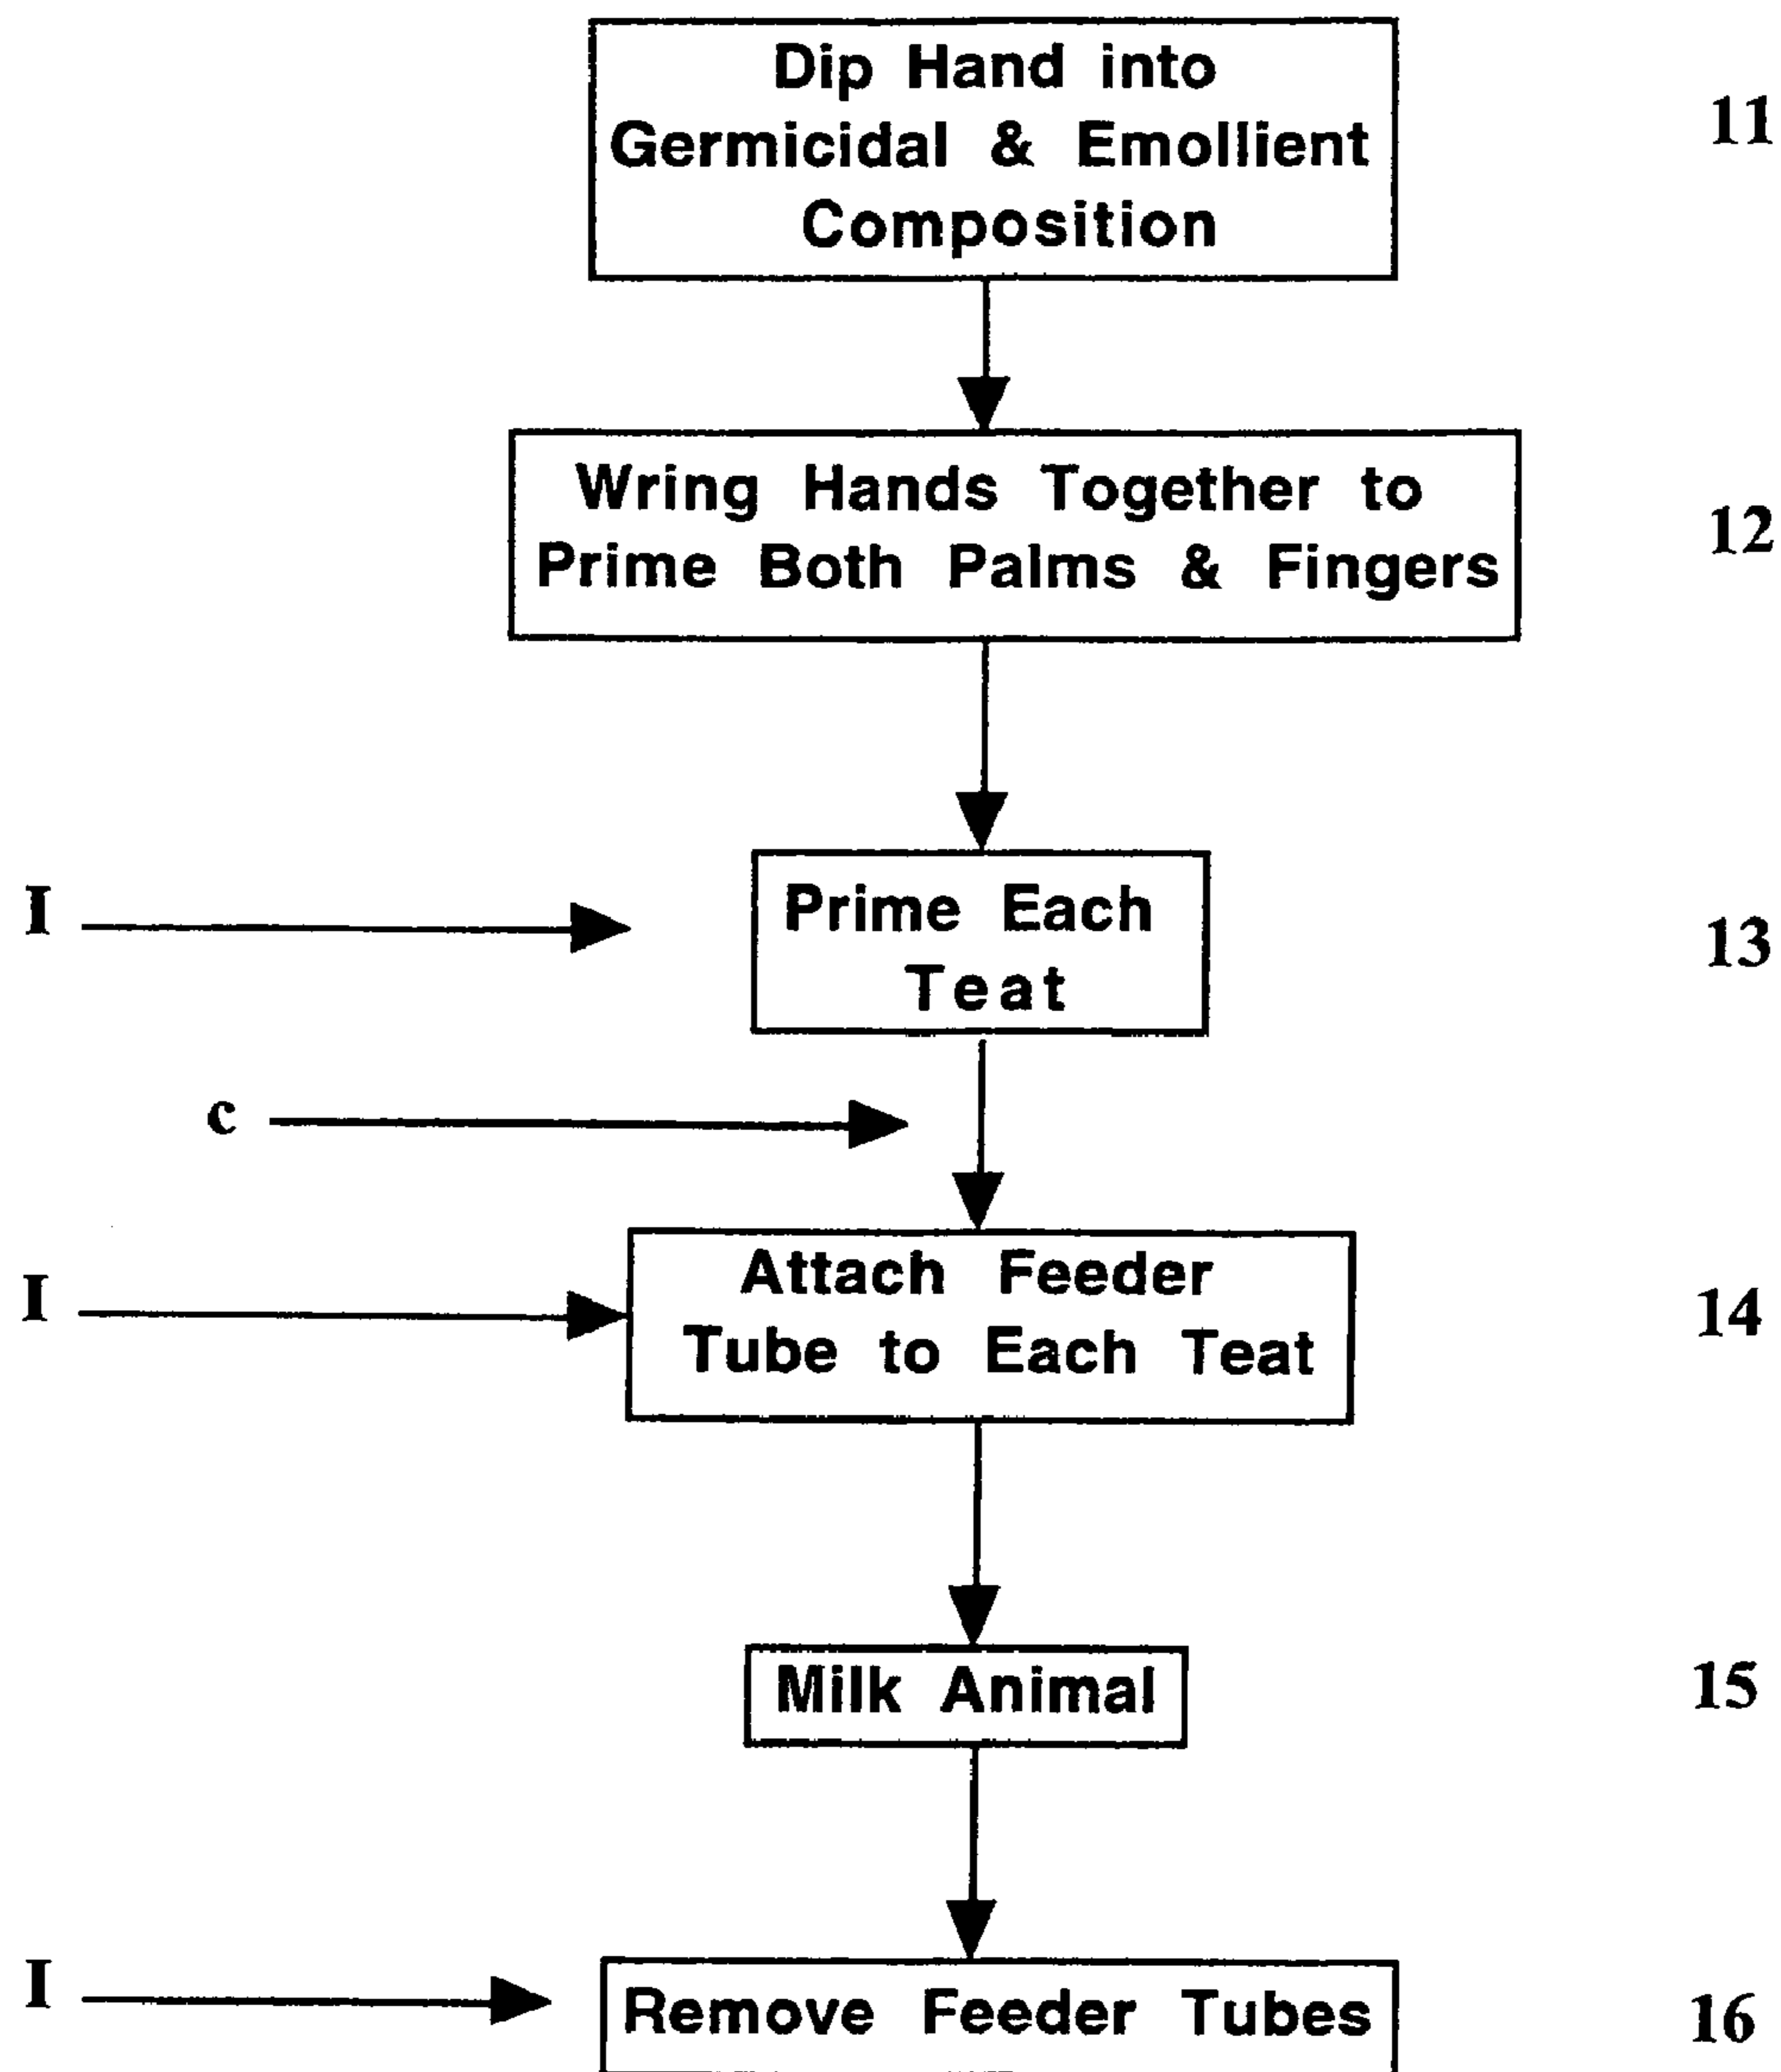 Dip Hand into
Germicidal & Emollient
Composition
11
Wring Hands Together to
Prime Both Palms & Fingers
12
I
Prime Each
Teat
13
c
I
Attach Feeder
Tube to Each Teat
14
Milk Animal
15
I
Remove Feeder Tubes
16